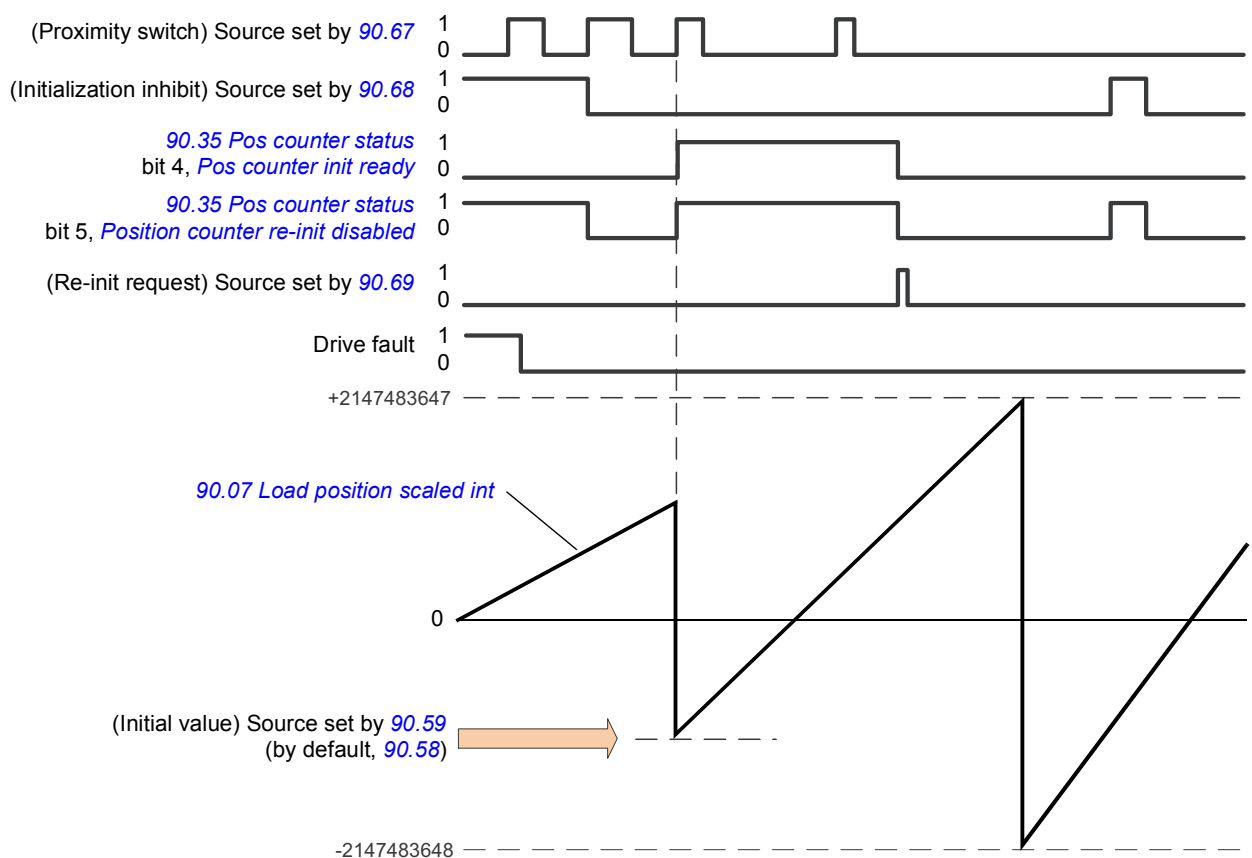 (Proximity switch) Source set by 90.67
1
0
(Initialization inhibit) Source set by 90.68
1
0
90.35 Pos counter status
bit 4, Pos counter init ready
1
0
90.35 Pos counter status
bit 5, Position counter re-init disabled
1
0
(Re-init request) Source set by 90.69
1
0
Drive fault
1
0
+2147483647
90.07 Load position scaled int
0
(Initial value) Source set by 90.59
(by default, 90.58)
-2147483648